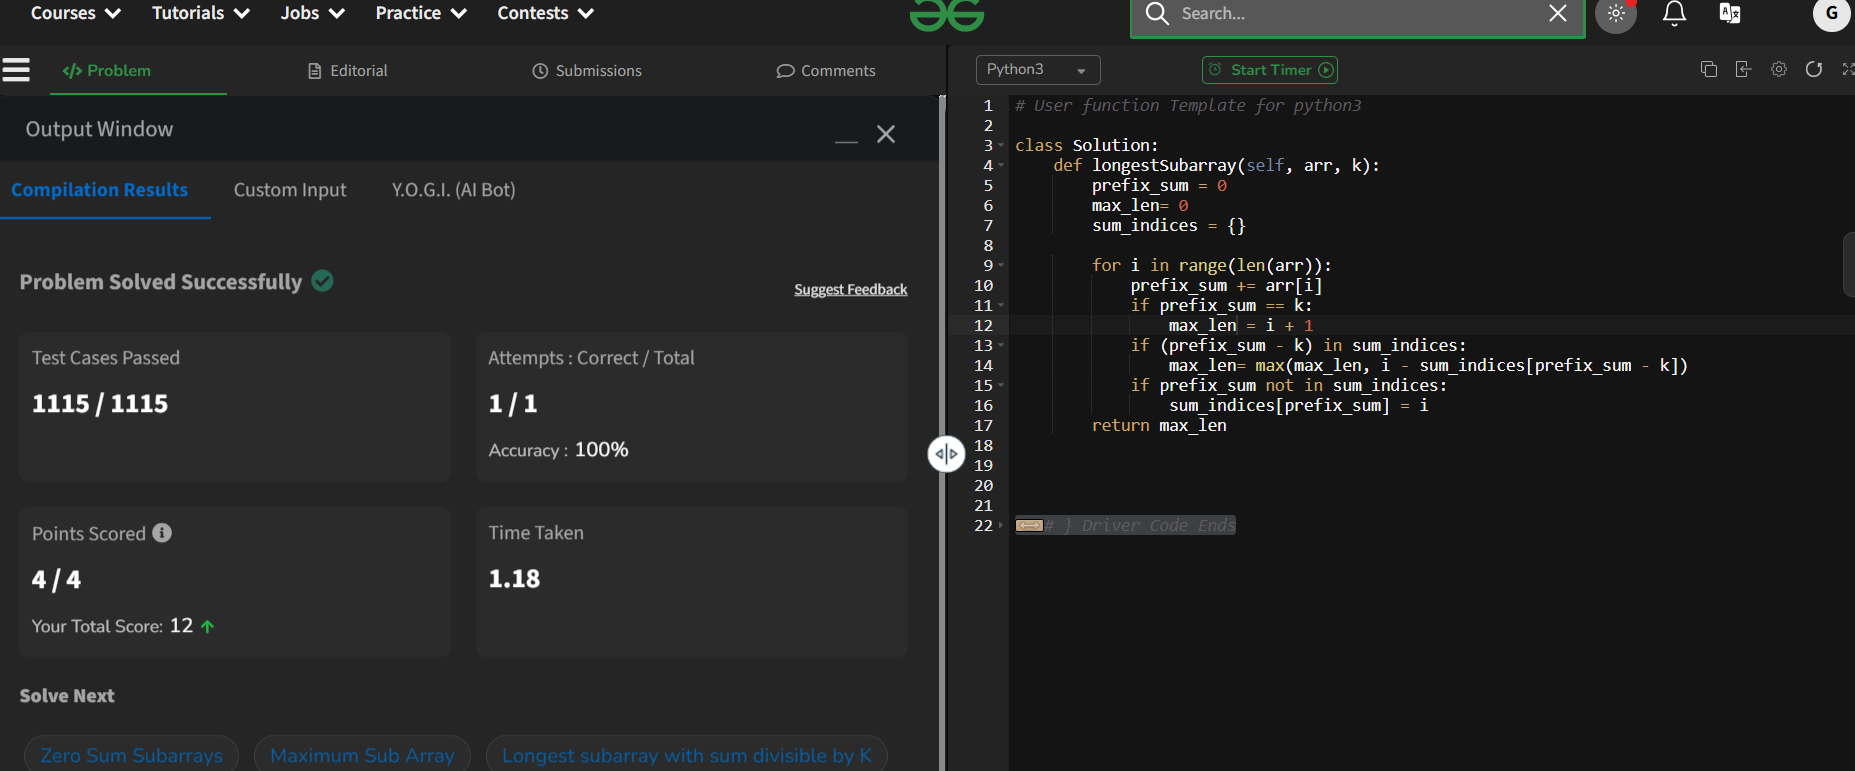 Courses Tutorials Jobs Practice Contests Search... G
</> Problem Editorial Submissions Comments Python3 Start Timer
Output Window
Compilation Results Custom Input Y.O.G.I. (AI Bot)
Problem Solved Successfully
Suggest Feedback
Test Cases Passed
1115 / 1115
Attempts : Correct / Total
1 / 1
Accuracy : 100%
Points Scored
4 / 4
Your Total Score: 12
Time Taken
1.18
Solve Next
Zero Sum Subarrays Maximum Sub Array Longest subarray with sum divisible by K
1 # User function Template for python3
2
3 class Solution:
4     def longestSubarray(self, arr, k):
5         prefix_sum = 0
6         max_len= 0
7         sum_indices = {}
8
9         for i in range(len(arr)):
10             prefix_sum += arr[i]
11             if prefix_sum == k:
12                 max_len = i + 1
13             if (prefix_sum - k) in sum_indices:
14                 max_len= max(max_len, i - sum_indices[prefix_sum - k])
15             if prefix_sum not in sum_indices:
16                 sum_indices[prefix_sum] = i
17         return max_len
18
19
20
21
22 # } Driver Code Ends